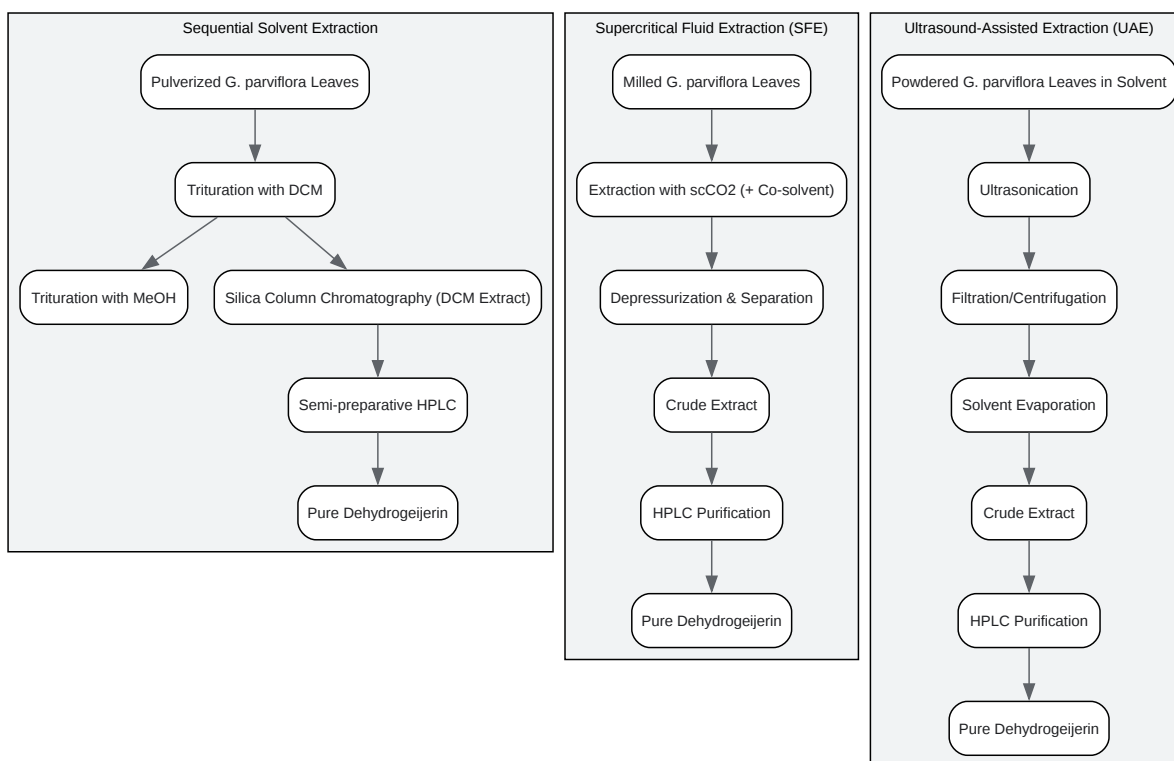 Sequential Solvent Extraction
Pulverized G. parviflora Leaves
Trituration with DCM
Trituration with MeOH
Silica Column Chromatography (DCM Extract)
Semi-preparative HPLC
Pure Dehydrogeijerin
Supercritical Fluid Extraction (SFE)
Milled G. parviflora Leaves
Extraction with scCO2 (+ Co-solvent)
Depressurization & Separation
Crude Extract
HPLC Purification
Pure Dehydrogeijerin
Ultrasound-Assisted Extraction (UAE)
Powdered G. parviflora Leaves in Solvent
Ultrasonication
Filtration/Centrifugation
Solvent Evaporation
Crude Extract
HPLC Purification
Pure Dehydrogeijerin